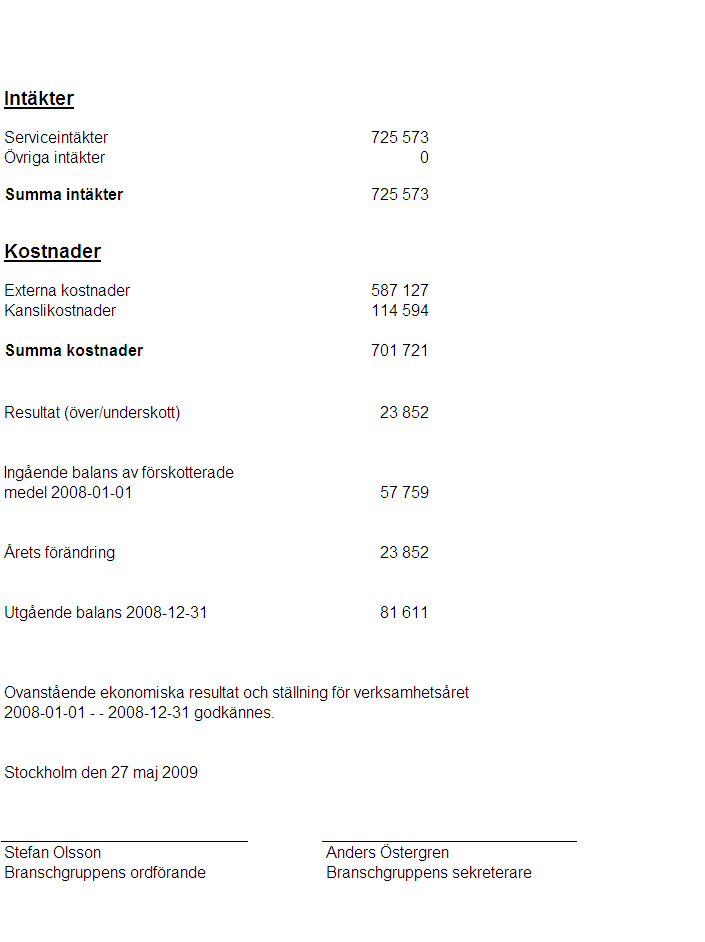 Intäkter
Serviceintäkter 725 573
Övriga intäkter 0
Summa intäkter 725 573
Kostnader
Externa kostnader 587 127
Kanslikostnader 114 594
Summa kostnader 701 721
Resultat (över/underskott) 23 852
Ingående balans av förskotterade
medel 2008-01-01 57 759
Årets förändring 23 852
Utgående balans 2008-12-31 81 611
Ovanstående ekonomiska resultat och ställning för verksamhetsåret
2008-01-01 - - 2008-12-31 godkännes.
Stockholm den 27 maj 2009
Stefan Olsson Anders Östergren
Branschgruppens ordförande Branschgruppens sekreterare